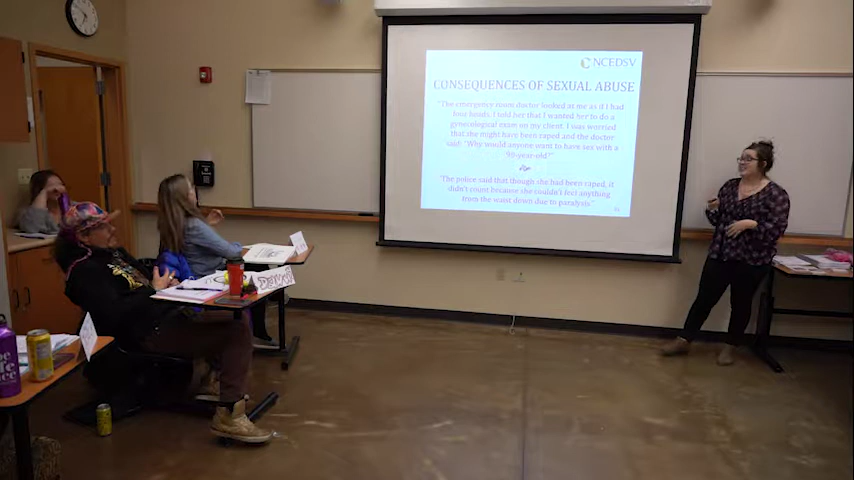 NCEDSV
CONSEQUENCES OF SEXUAL ABUSE
"The emergency room doctor looked at me as if I had
four heads. I told her that I wanted her to do a
gynecological exam on my client. I was worried
that she might have been raped and the doctor
said: "Why would anyone want to have sex with a
90-year-old?"
"The police said that though she had been raped, it
didn't count because she couldn't feel anything
from the waist down due to paralysis"